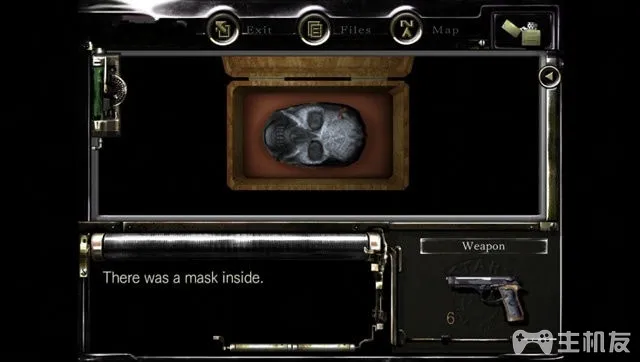 Exit Files Map
There was a mask inside.
Weapon
6
主机友